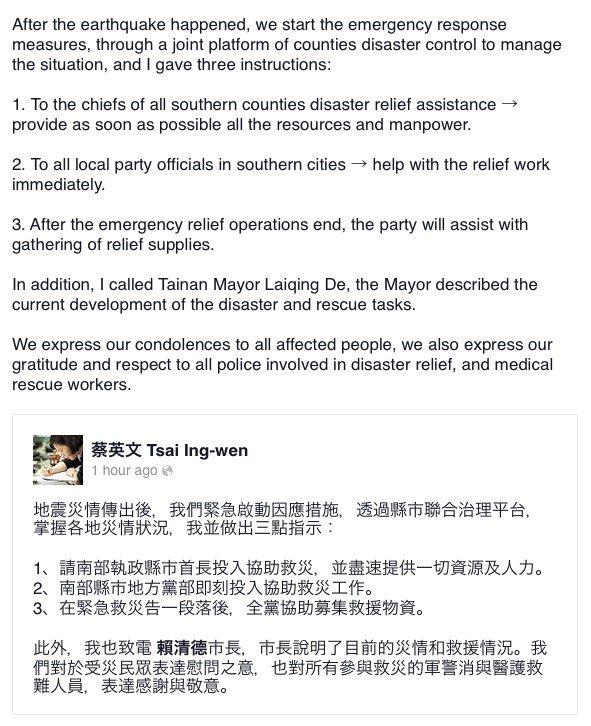 After the earthquake happened, we start the emergency response
measures, through a joint platform of counties disaster control to manage
the situation, and I gave three instructions:
1. To the chiefs of all southern counties disaster relief assistance →
provide as soon as possible all the resources and manpower.
2. To all local party officials in southern cities → help with the relief work
immediately.
3. After the emergency relief operations end, the party will assist with
gathering of relief supplies.
In addition, I called Tainan Mayor Laiqing De, the Mayor described the
current development of the disaster and rescue tasks.
We express our condolences to all affected people, we also express our
gratitude and respect to all police involved in disaster relief, and medical
rescue workers.
蔡英文 Tsai Ing-wen
1 hour ago
地震災情傳出後，我們緊急啟動因應措施，透過縣市聯合治理平台，
掌握各地災情狀況，我並做出三點指示：
1、請南部執政縣市首長投入協助救災，並盡速提供一切資源及人力。
2、南部縣市地方黨部即刻投入協助救災工作。
3、在緊急救災告一段落後，全黨協助募集救援物資。
此外，我也致電 賴清德市長，市長說明了目前的災情和救援情況。我
們對於受災民眾表達慰問之意，也對所有參與救災的軍警消與醫護救
難人員，表達感謝與敬意。